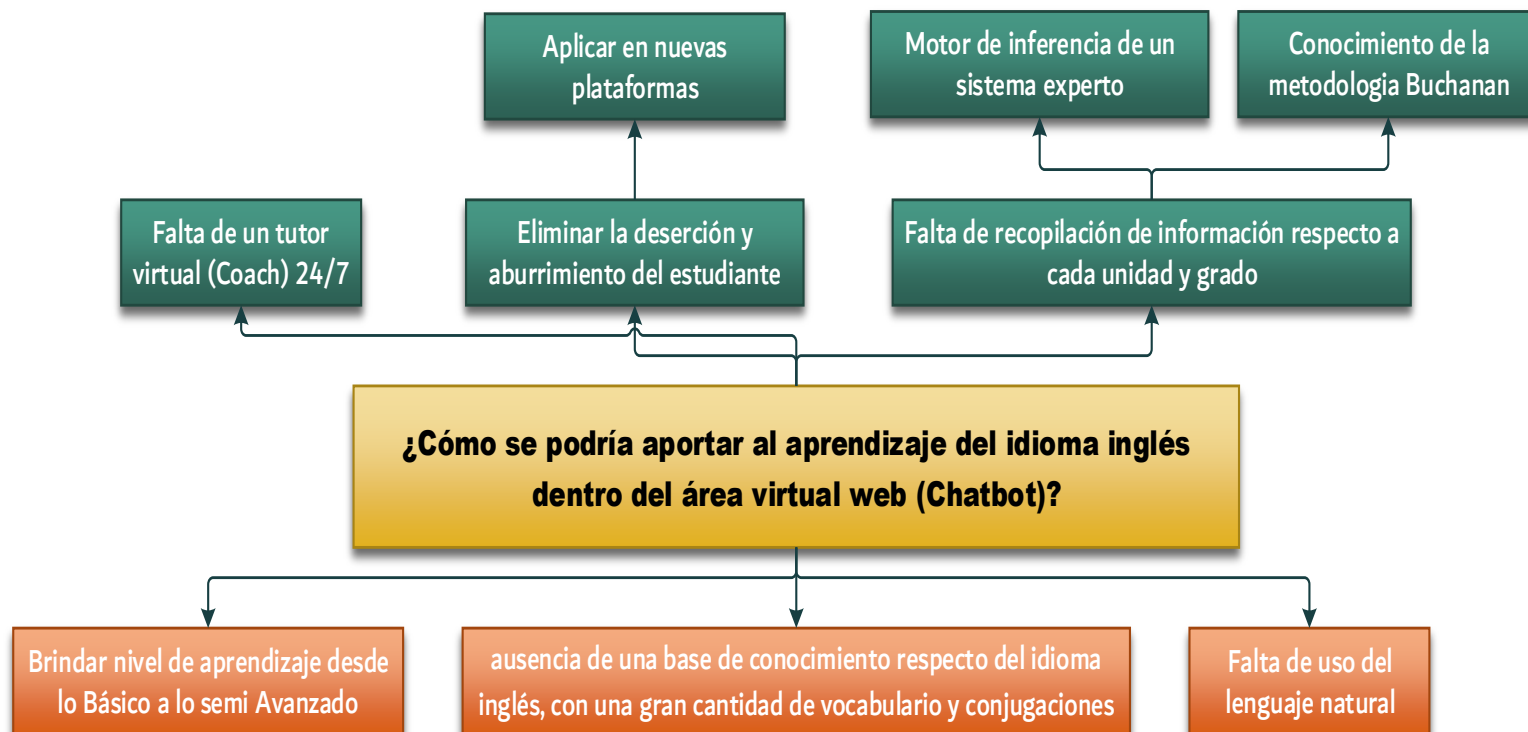 Aplicar en nuevas
plataformas
Motor de inferencia de un
sistema experto
Conocimiento de la
metodologia Buchanan
Falta de un tutor
virtual (Coach) 24/7
Eliminar la deserción y
aburrimiento del estudiante
Falta de recopilación de información respecto a
cada unidad y grado
¿Cómo se podría aportar al aprendizaje del idioma inglés
dentro del área virtual web (Chatbot)?
Brindar nivel de aprendizaje desde
lo Básico a lo semi Avanzado
ausencia de una base de conocimiento respecto del idioma
inglés, con una gran cantidad de vocabulario y conjugaciones
Falta de uso del
lenguaje natural